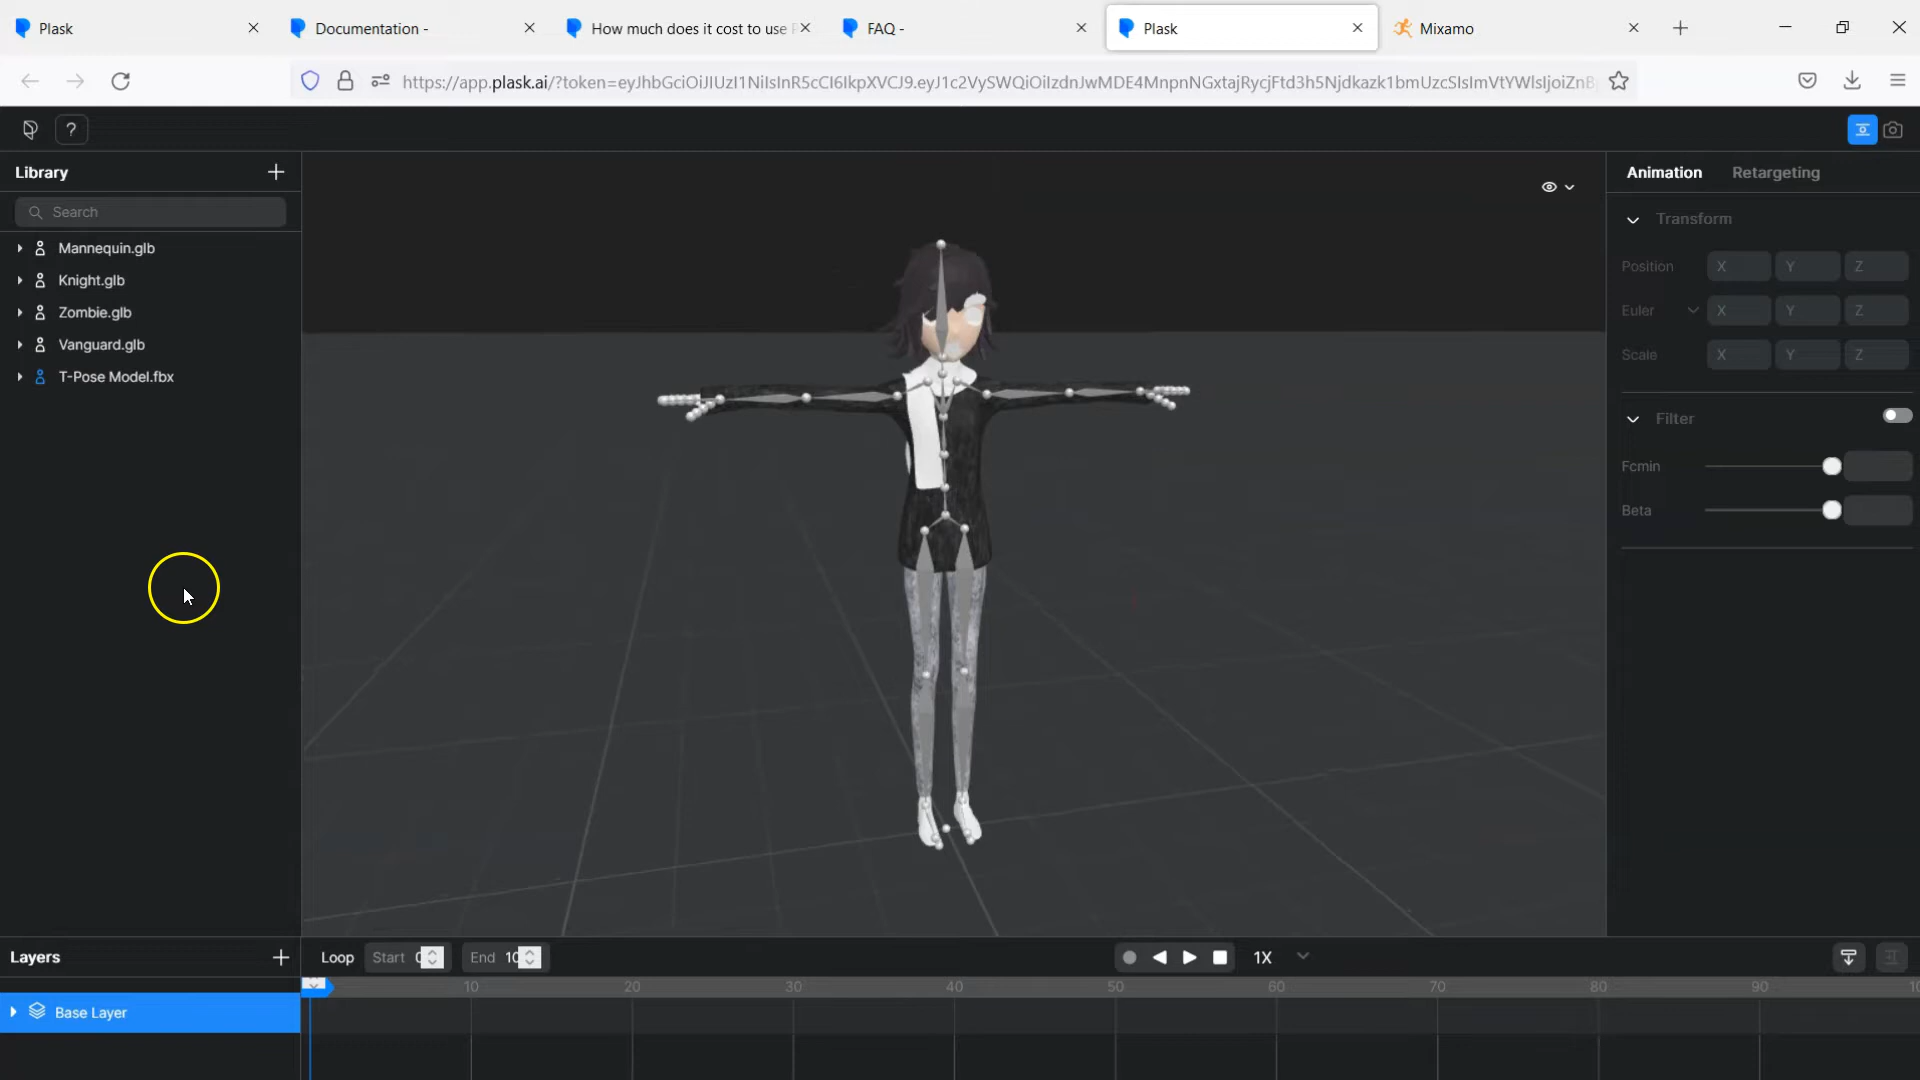 Plask
Documentation -
How much does it cost to use
FAQ -
Plask
Mixamo
https://app.plask.ai/?token=eyJhbGciOiJIUzI1NiIsInR5cCI6IkpXVCJ9.eyJ1c2VySWQiOiIzdnJwMDE4MnpnNGxtajRycjFtd3h5Njdkazk1bmUzcSIsImVtYWlsIjoiZnB
?
Library
Search
Mannequin.glb
Knight.glb
Zombie.glb
Vanguard.glb
T-Pose Model.fbx
Animation Retargeting
Transform
Position X Y Z
Euler X Y Z
Scale X Y Z
Filter
Fcmin
Beta
Layers
Loop Start End 10 1X
10 20 30 40 50 60 70 80 90
Base Layer